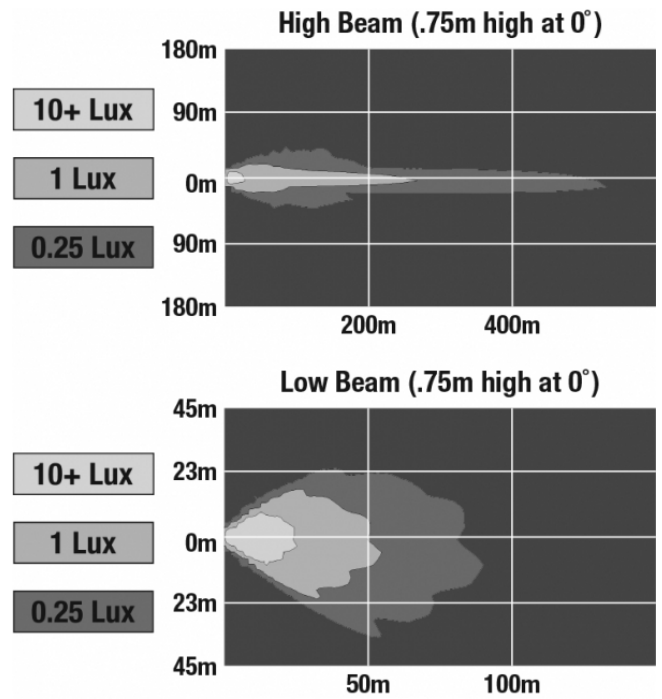 High Beam (.75m high at 0°)
180m
10+ Lux
90m
1 Lux
0m
0.25 Lux
90m
180m
200m
400m
Low Beam (.75m high at 0°)
45m
10+ Lux
23m
1 Lux
0m
0.25 Lux
23m
45m
50m
100m